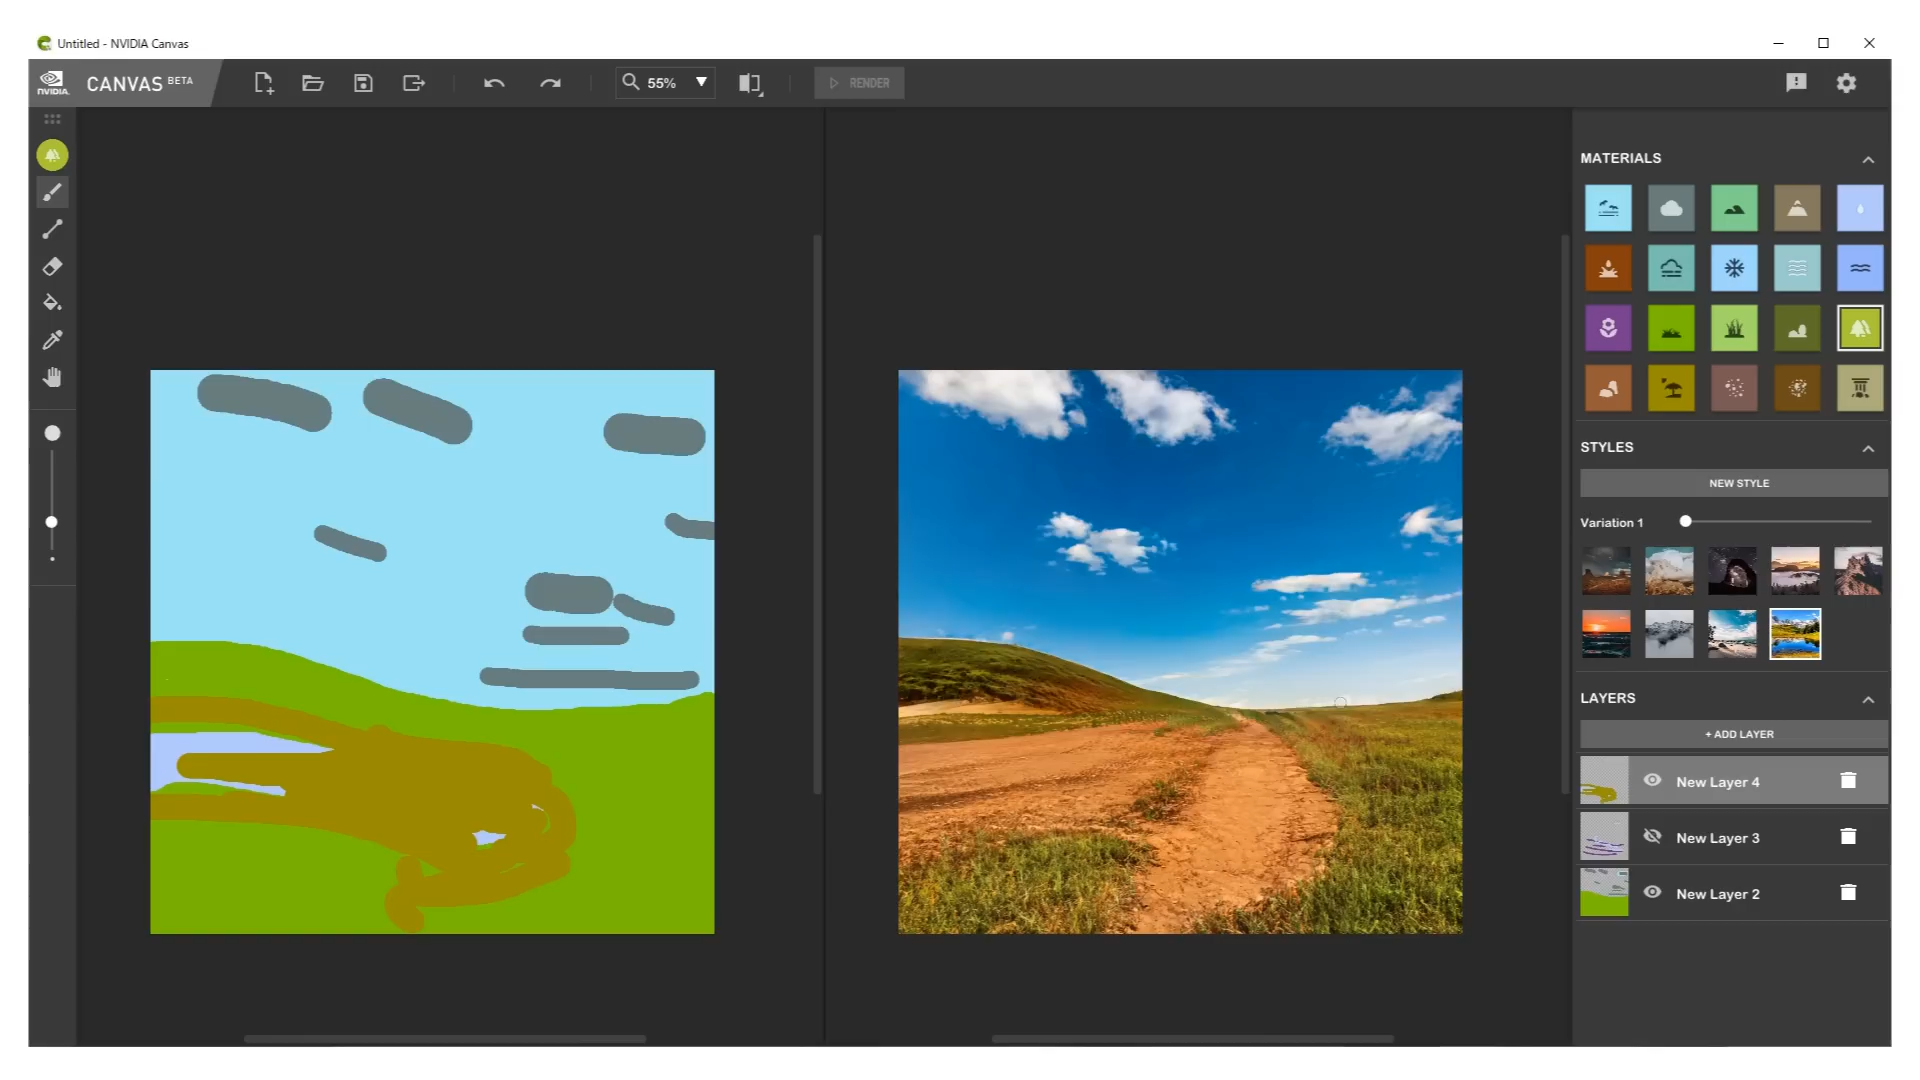 Untitled - NVIDIA Canvas
NVIDIA. CANVAS BETA
55%
RENDER
MATERIALS
STYLES
NEW STYLE
Variation 1
LAYERS
+ ADD LAYER
New Layer 4
New Layer 3
New Layer 2